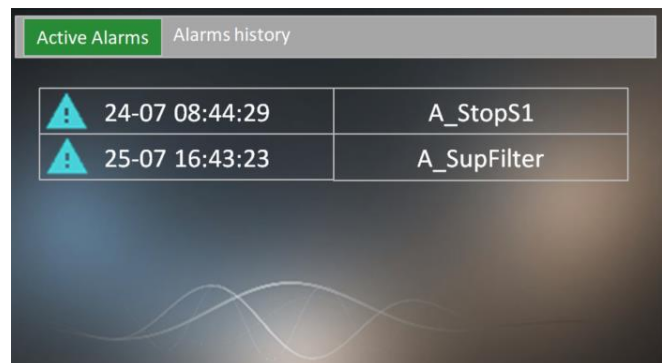 Active Alarms Alarms history
24-07 08:44:29 A_StopS1
25-07 16:43:23 A_SupFilter